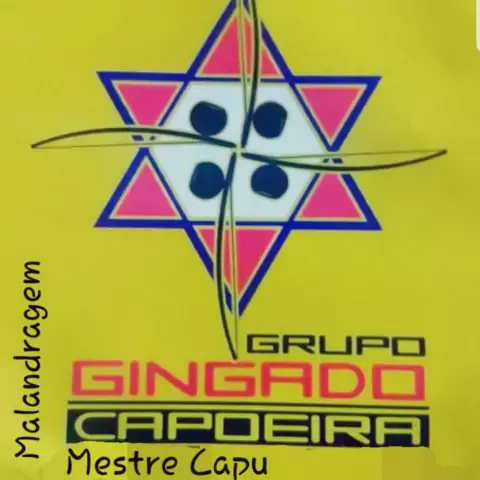 GRUPO
GINGADO
CAPOEIRA
Malandragem
Mestre Capu